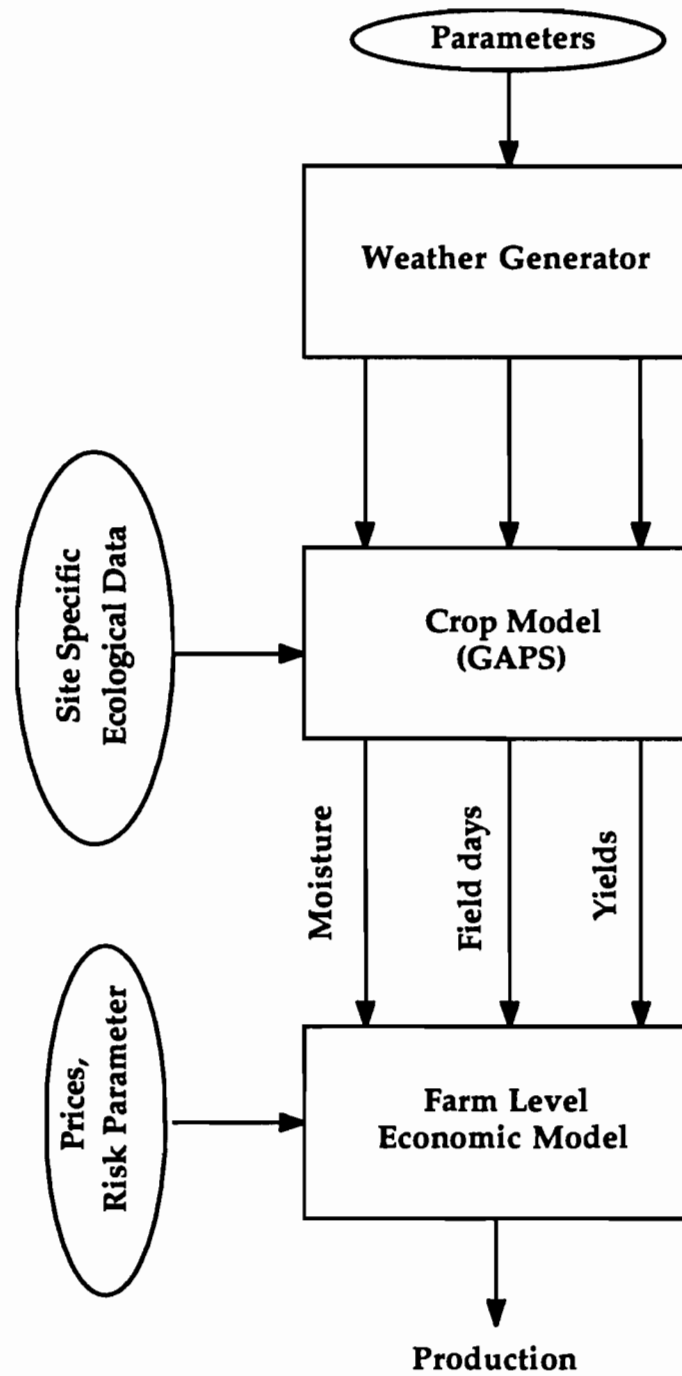 Parameters
Weather Generator
Site Specific
Ecological Data
Crop Model
(GAPS)
Moisture
Field days
Yields
Prices,
Risk Parameter
Farm Level
Economic Model
Production